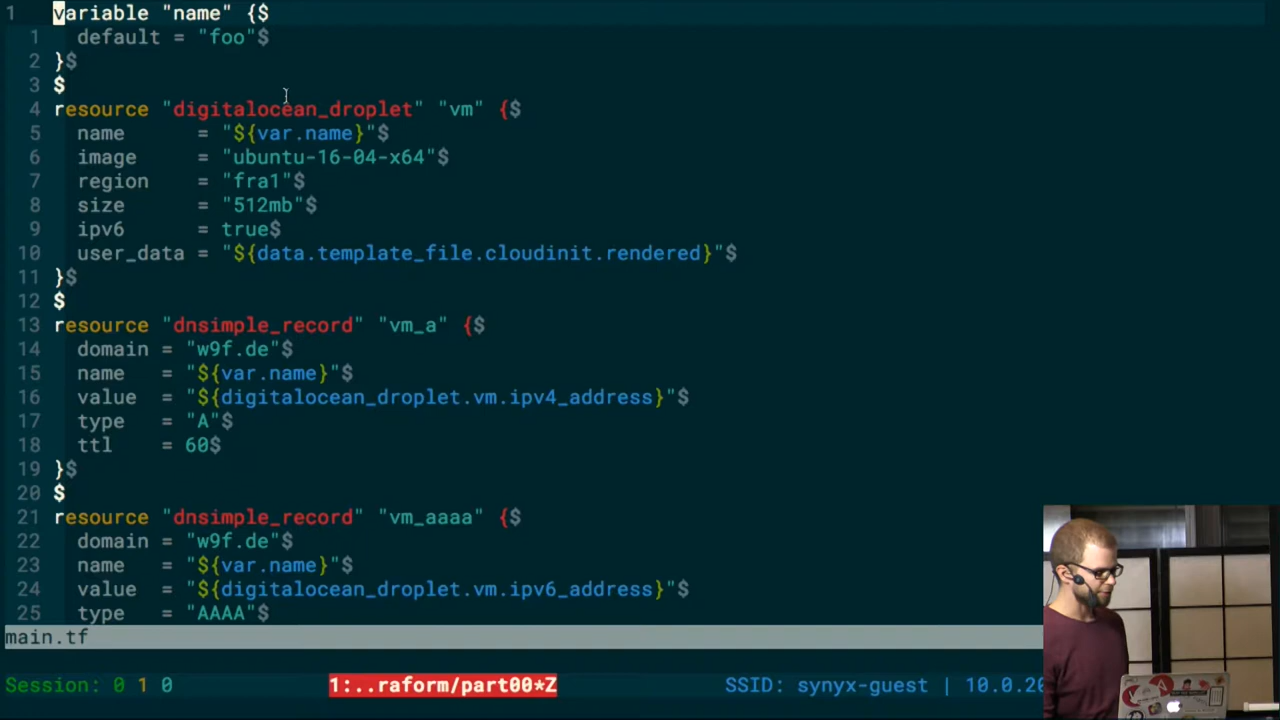 1 variable "name" {$
1 default = "foo"$
2 }$
3 $
4 resource "digitalocean_droplet" "vm" {$
5 name = "${var.name}"$
6 image = "ubuntu-16-04-x64"$
7 region = "fra1"$
8 size = "512mb"$
9 ipv6 = true$
10 user_data = "${data.template_file.cloudinit.rendered}"$
11 }$
12 $
13 resource "dnsimple_record" "vm_a" {$
14 domain = "w9f.de"$
15 name = "${var.name}"$
16 value = "${digitalocean_droplet.vm.ipv4_address}"$
17 type = "A"$
18 ttl = 60$
19 }$
20 $
21 resource "dnsimple_record" "vm_aaaa" {$
22 domain = "w9f.de"$
23 name = "${var.name}"$
24 value = "${digitalocean_droplet.vm.ipv6_address}"$
25 type = "AAAA"$
main.tf
Session: 0 1 0 1:..raform/part00*Z SSID: synyx-guest | 10.0.20